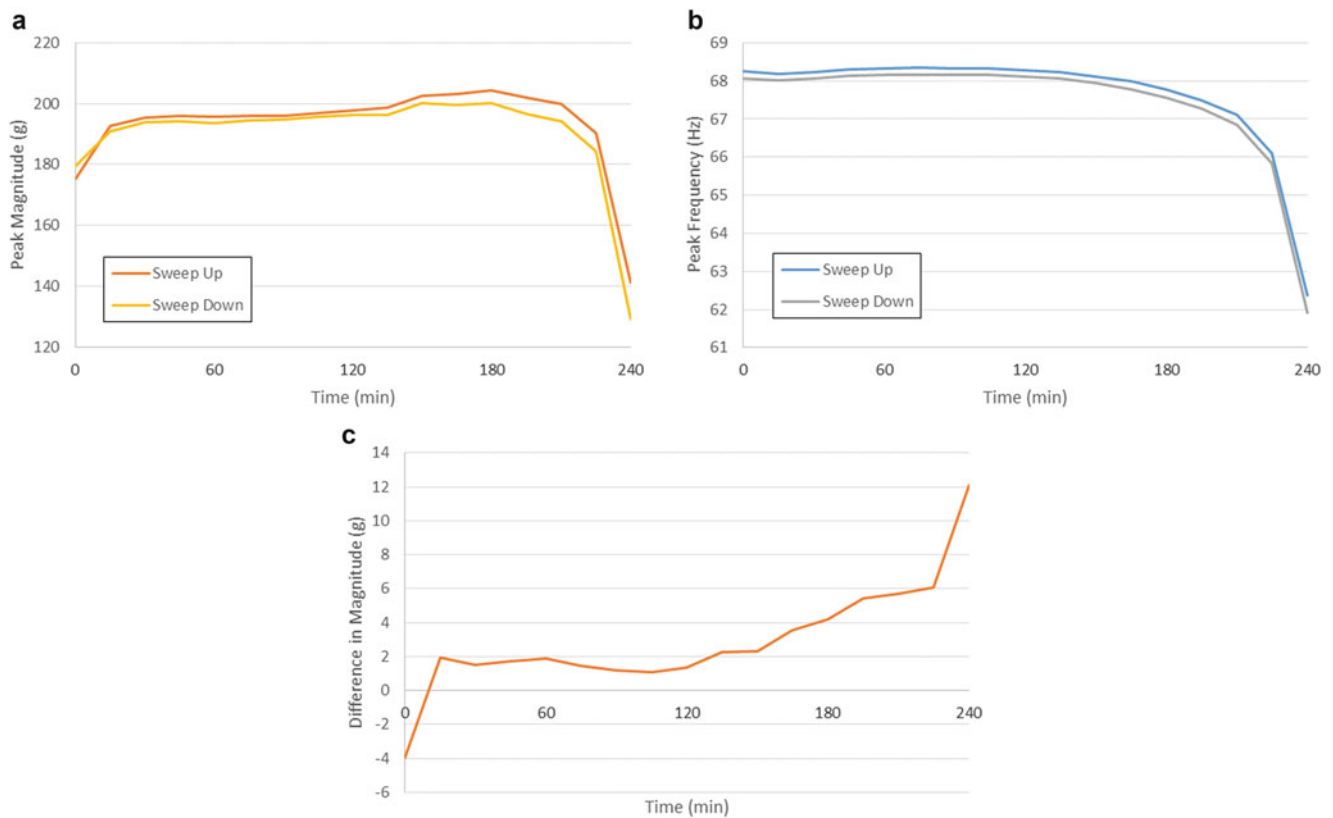 a
220
200
180
160
140
120
Peak Magnitude (g)
Sweep Up
Sweep Down
0 60 120 180 240
Time (min)
b
69
68
67
66
65
64
63
62
61
Peak Frequency (Hz)
Sweep Up
Sweep Down
0 60 120 180 240
Time (min)
c
14
12
10
8
6
4
2
0
-2
-4
-6
Difference in Magnitude (g)
0 60 120 180 240
Time (min)